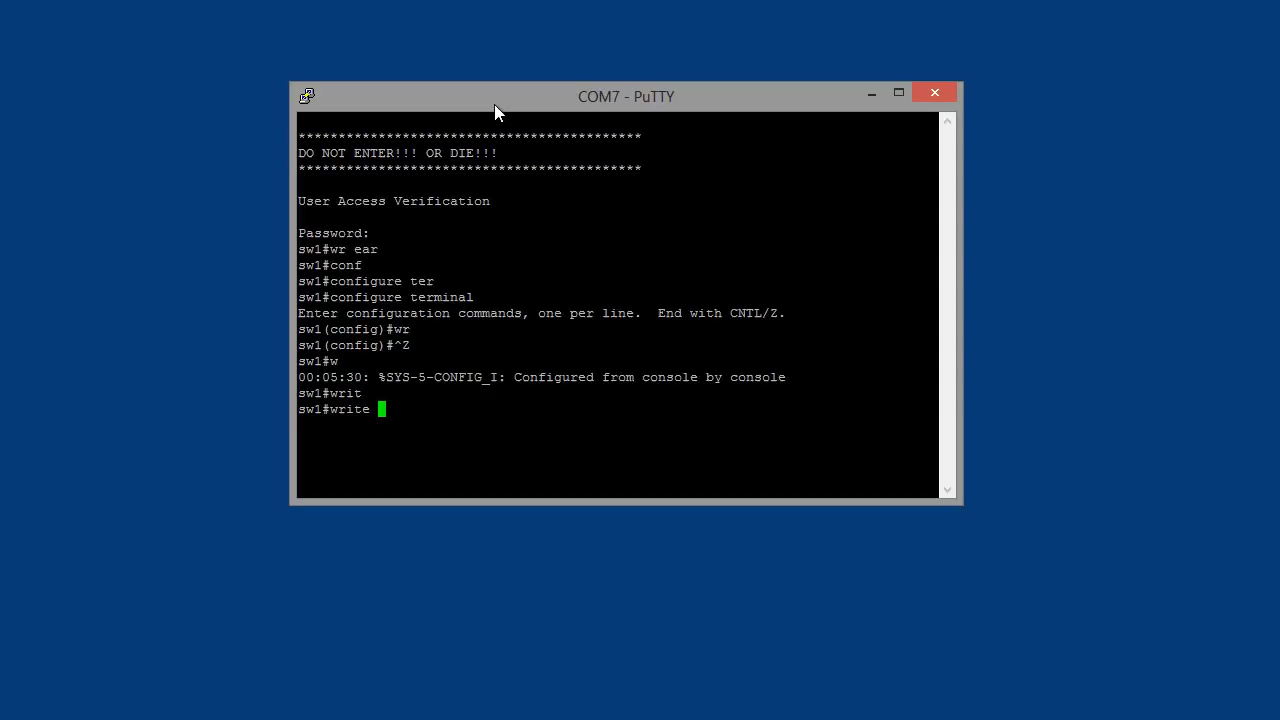 COM7 - PuTTY
*******************************************
DO NOT ENTER!!! OR DIE!!!
*******************************************
User Access Verification
Password:
sw1#wr ear
sw1#conf
sw1#configure ter
sw1#configure terminal
Enter configuration commands, one per line.  End with CNTL/Z.
sw1(config)#wr
sw1(config)#^Z
sw1#w
00:05:30: %SYS-5-CONFIG_I: Configured from console by console
sw1#writ
sw1#write